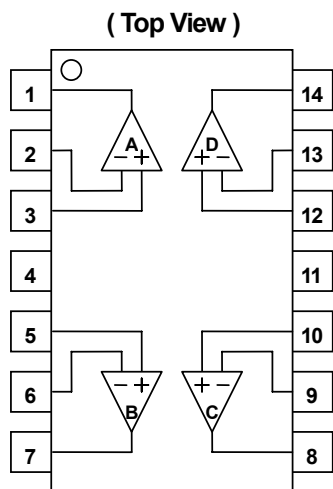 ( Top View )
1 14
A D
2 - + + - 13
3 12
4 11
5 10
6 - + + - 9
B C
7 8